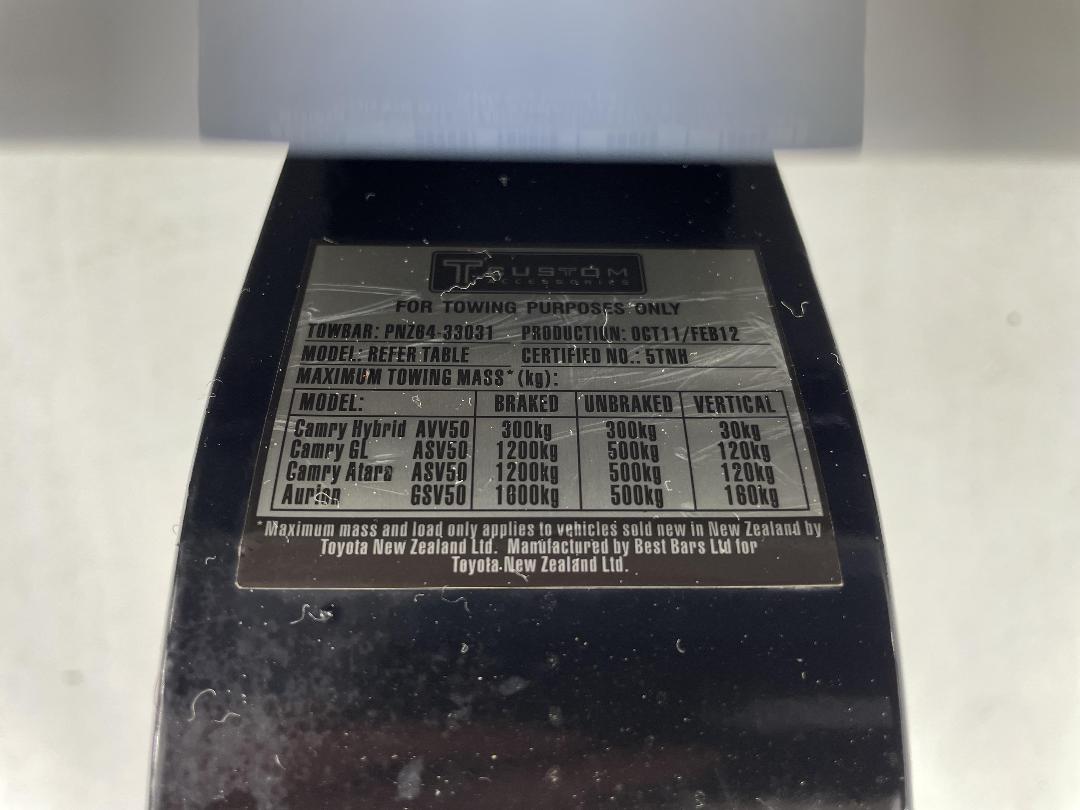 T CUSTOM
ACCESSORIES
FOR TOWING PURPOSES ONLY
TOWBAR: PNZ64-33031 PRODUCTION: OCT11/FEB12
MODEL: REFER TABLE CERTIFIED NO.: 5TNH
MAXIMUM TOWING MASS* (kg):
MODEL: BRAKED UNBRAKED VERTICAL
Camry Hybrid AVV50 300kg 300kg 30kg
Camry GL ASV50 1200kg 500kg 120kg
Camry Atara ASV50 1200kg 500kg 120kg
Aurion GSV50 1600kg 500kg 160kg
*Maximum mass and load only applies to vehicles sold new in New Zealand by
Toyota New Zealand Ltd. Manufactured by Best Bars Ltd for
Toyota New Zealand Ltd.